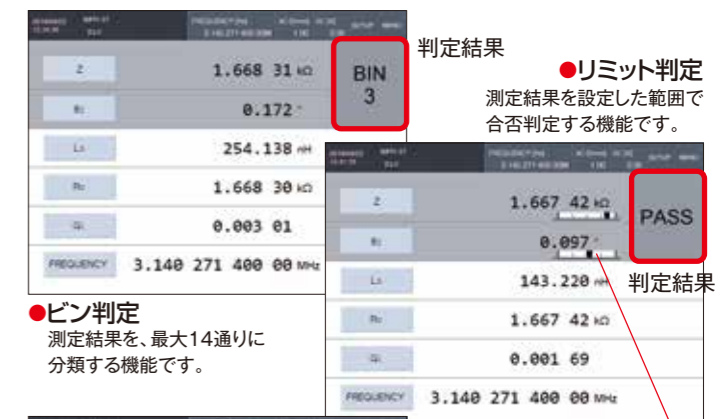 Z
1.668 31 kΩ
BIN
3
0.172 °
Ls
254.138 nH
1.668 30 kΩ
0.003 01
FREQUENCY
3.140 271 400 00 MHz
判定結果
●リミット判定
測定結果を設定した範囲で
合否判定する機能です。
Z
1.667 42 kΩ
PASS
0.097 °
Ls
143.220 nH
判定結果
1.667 42 kΩ
0.001 69
FREQUENCY
3.140 271 400 00 MHz
●ビン判定
測定結果を、最大14通りに
分類する機能です。